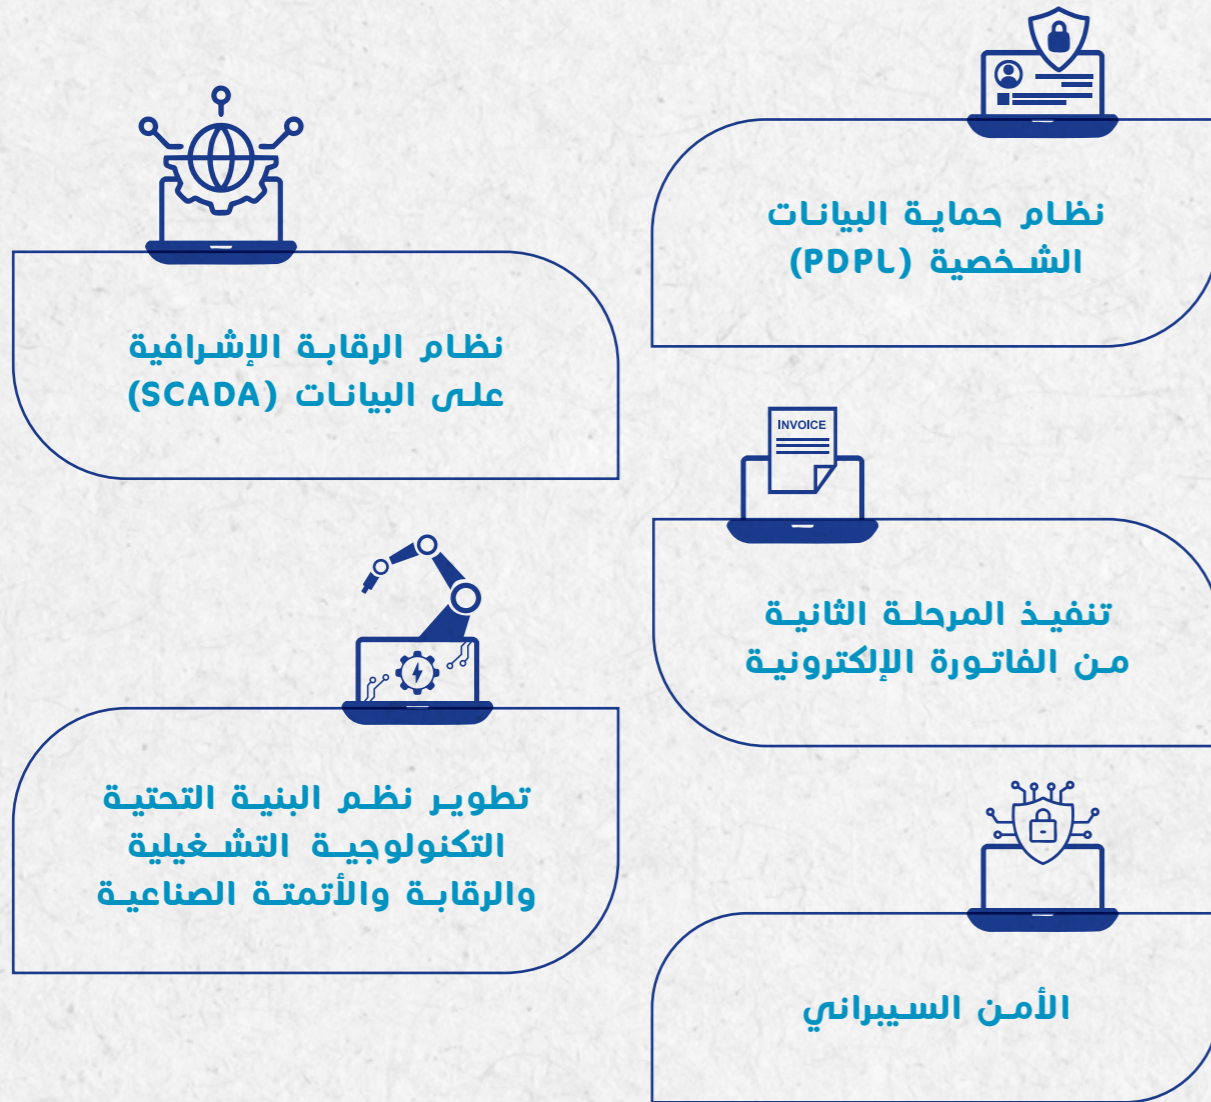 نظام حماية البيانات
الشخصية (PDPL)
نظام الرقابة الإشرافية
على البيانات (SCADA)
INVOICE
تنفيذ المرحلة الثانية
من الفاتورة الإلكترونية
تطوير نظم البنية التحتية
التكنولوجية التشغيلية
والرقابة والأتمتة الصناعية
الأمن السيبراني